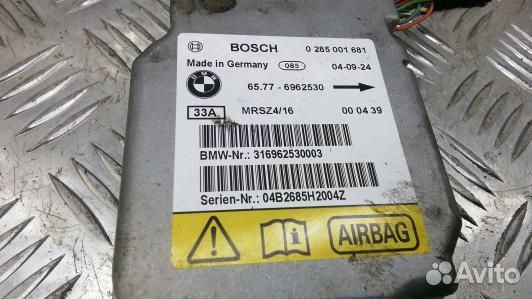 BOSCH 0 285 001 681
Made in Germany 085 04-09-24
BMW
65.77 - 6962530
33A MRSZ4/16 00 04 39
BMW-Nr.: 316962530003
Serien-Nr.: 04B2685H2004Z
AIRBAG
Avito